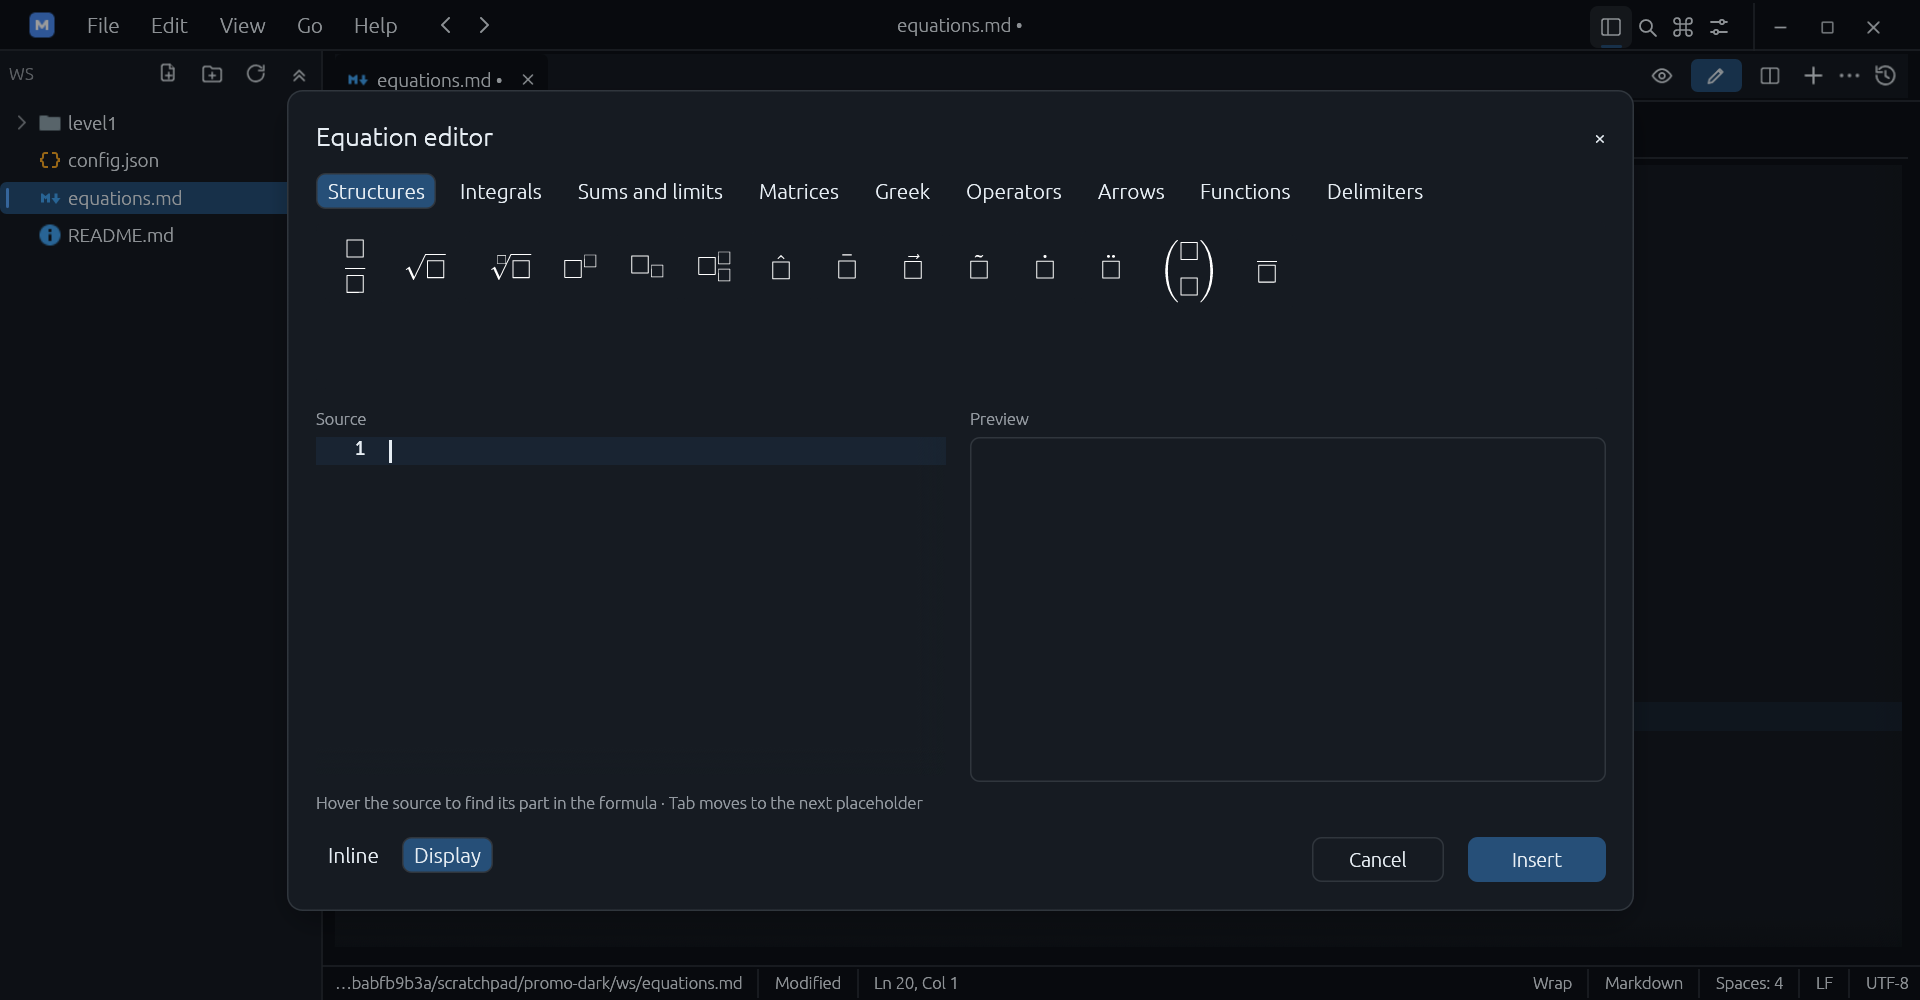 M File Edit View Go Help equations.md •
WS
equations.md •
level1
config.json
equations.md
README.md
Equation editor
Structures Integrals Sums and limits Matrices Greek Operators Arrows Functions Delimiters
Source
Preview
1
Hover the source to find its part in the formula · Tab moves to the next placeholder
Inline Display
Cancel Insert
…babfb9b3a/scratchpad/promo-dark/ws/equations.md Modified Ln 20, Col 1 Wrap Markdown Spaces: 4 LF UTF-8